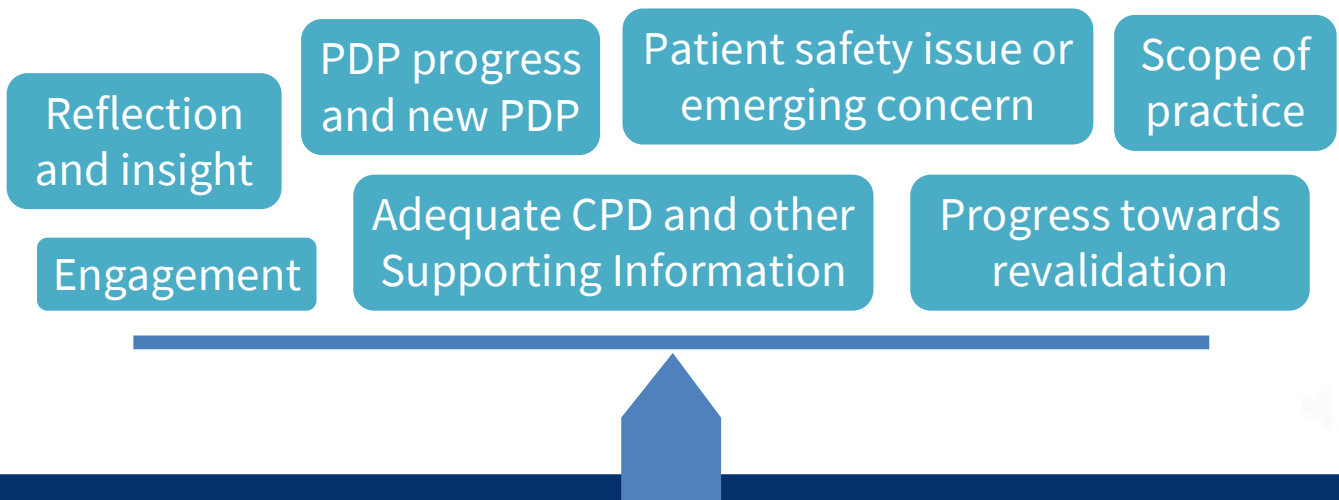 Reflection
and insight
PDP progress
and new PDP
Patient safety issue or
emerging concern
Scope of
practice
Engagement
Adequate CPD and other
Supporting Information
Progress towards
revalidation